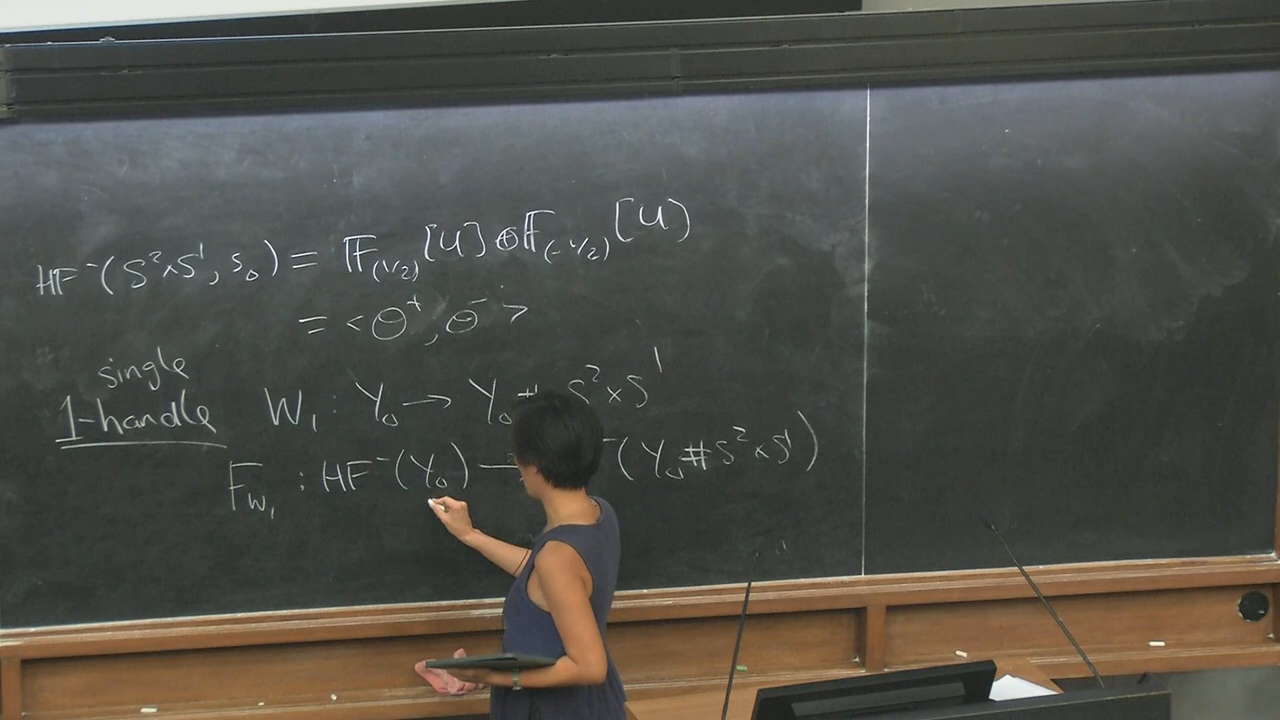 HF⁻(S²×S¹, s₀) = F₍₁/₂₎[U] ⊕ F₍₋₁/₂₎[U]
= <Θ⁺, Θ⁻>
single
1-handle W₁ : Y₀ → Y₀ # S²×S¹
F_W₁ : HF⁻(Y₀) → ⁻(Y₀ # S²×S¹)